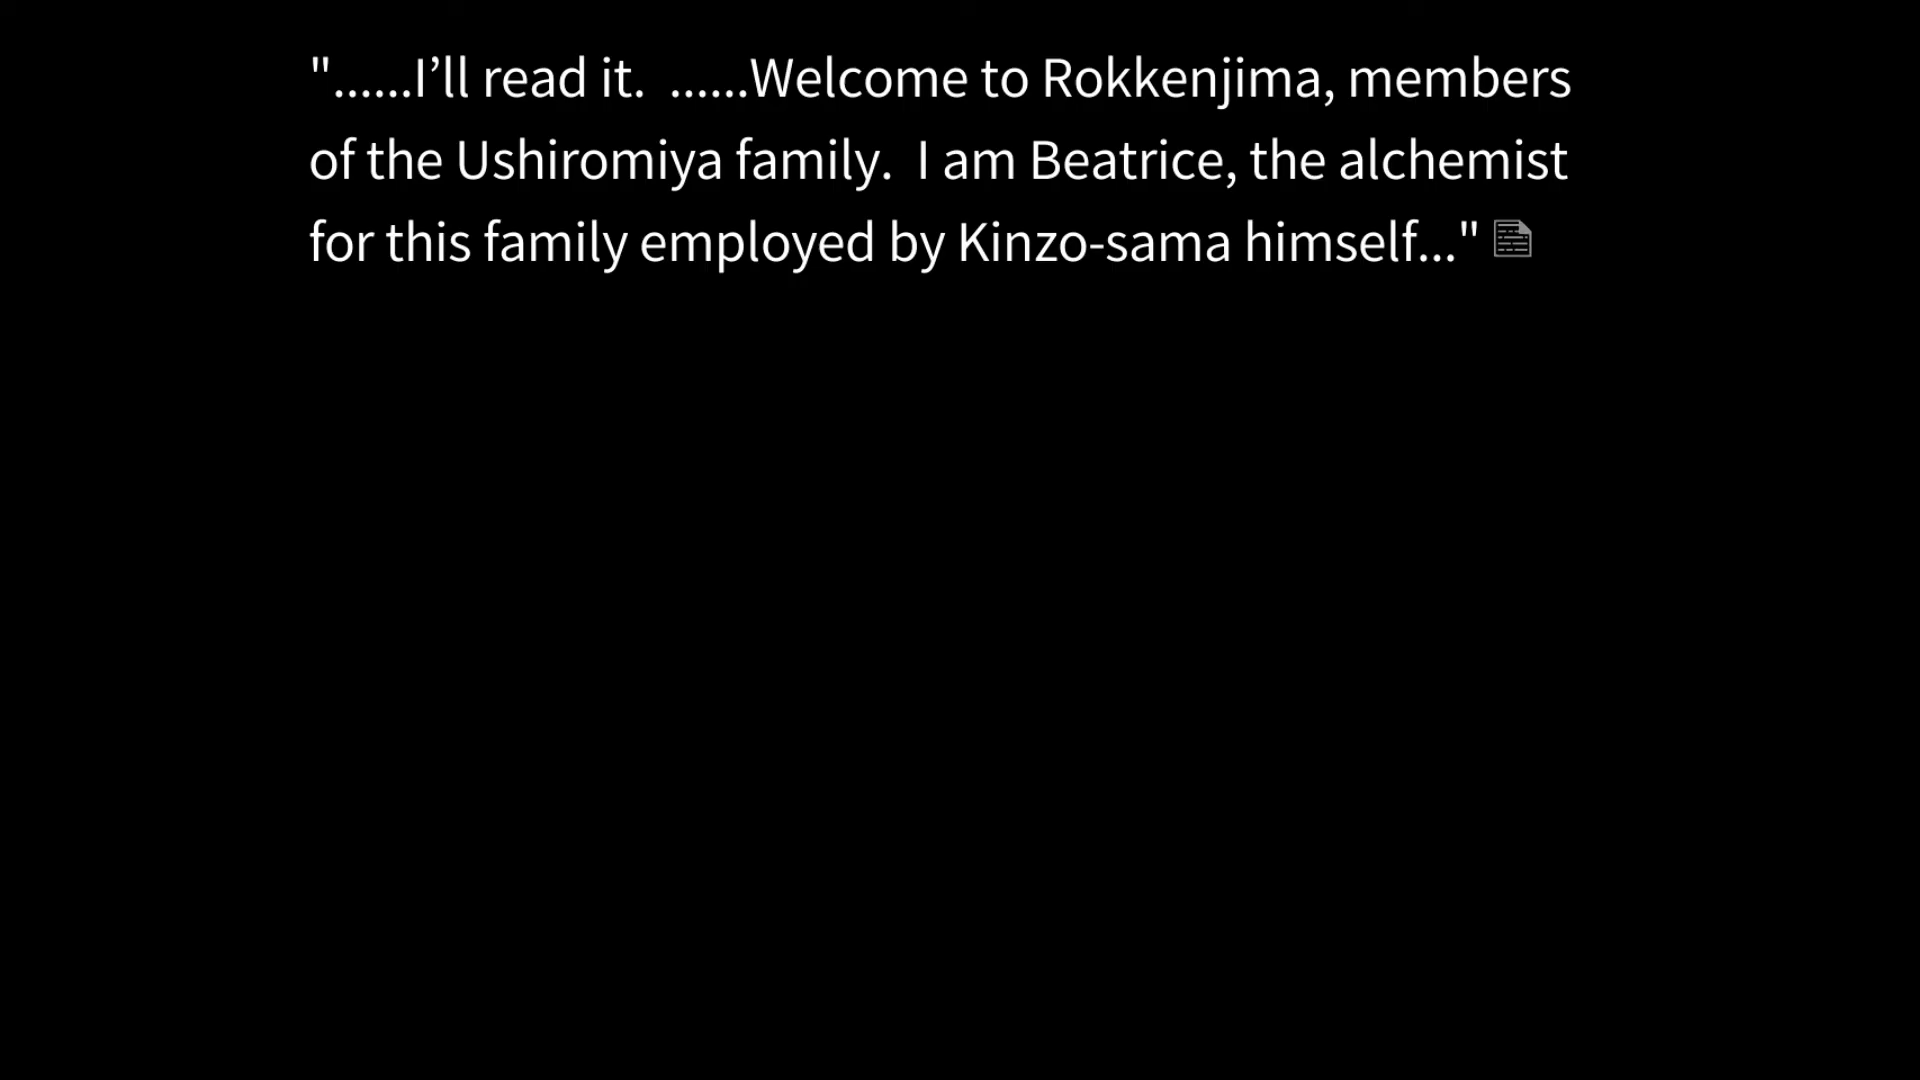 "......I’ll read it.  ......Welcome to Rokkenjima, members
of the Ushiromiya family.  I am Beatrice, the alchemist
for this family employed by Kinzo-sama himself..."